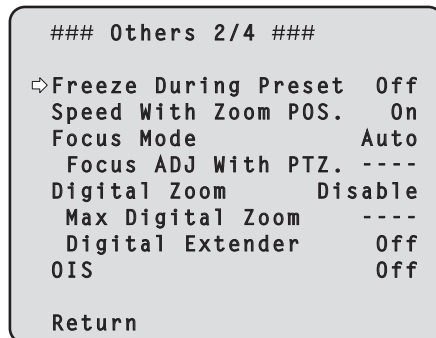 ### Others 2/4 ###
⇨Freeze During Preset Off
Speed With Zoom POS. On
Focus Mode Auto
Focus ADJ With PTZ. ----
Digital Zoom Disable
Max Digital Zoom ----
Digital Extender Off
OIS Off
Return